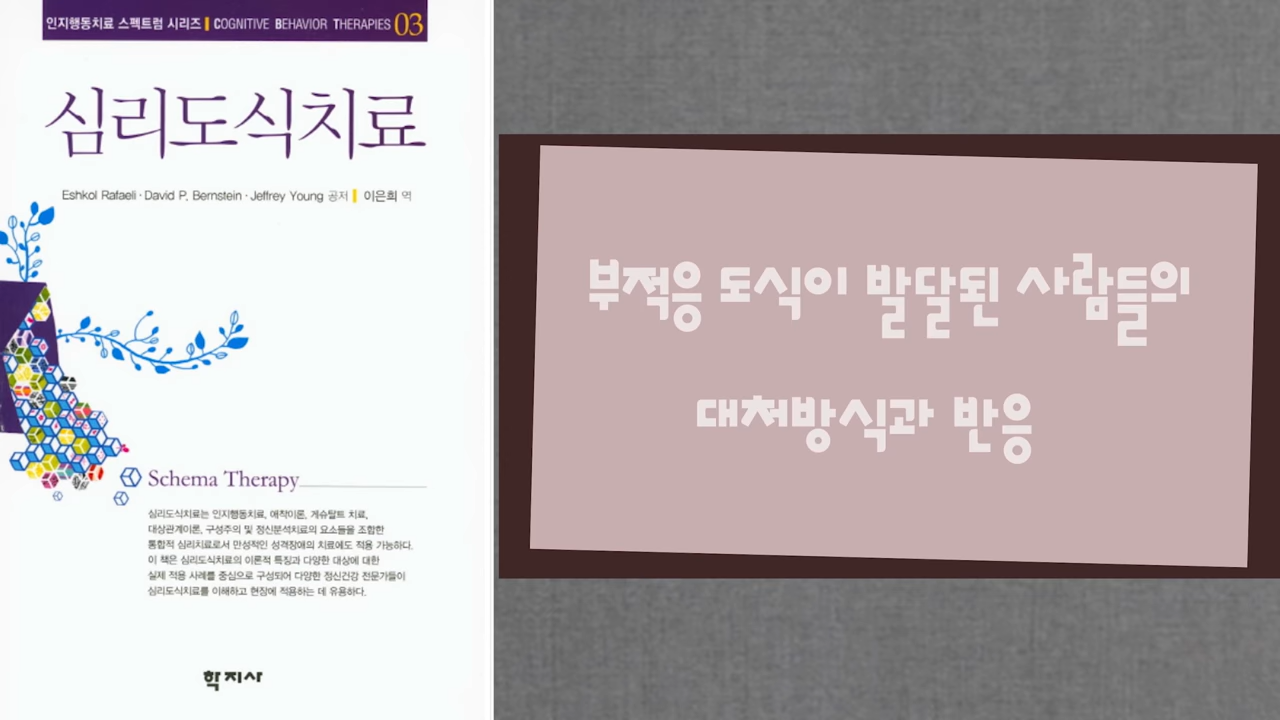 인지행동치료 스펙트럼 시리즈 COGNITIVE BEHAVIOR THERAPIES 03
심리도식치료
Eshkol Rafaeli · David P. Bernstein · Jeffrey Young 공저 이은희 역
Schema Therapy
심리도식치료는 인지행동치료, 애착이론, 게슈탈트 치료,
대상관계이론, 구성주의 및 정신분석치료의 요소들을 조합한
통합적 심리치료로서 만성적인 성격장애의 치료에도 적용 가능하다.
이 책은 심리도식치료의 이론적 특징과 다양한 대상에 대한
실제 적용 사례를 중심으로 구성되어 다양한 정신건강 전문가들이
심리도식치료를 이해하고 현장에 적용하는 데 유용하다.
학지사
부적응 도식이 발달된 사람들의
대처방식과 반응